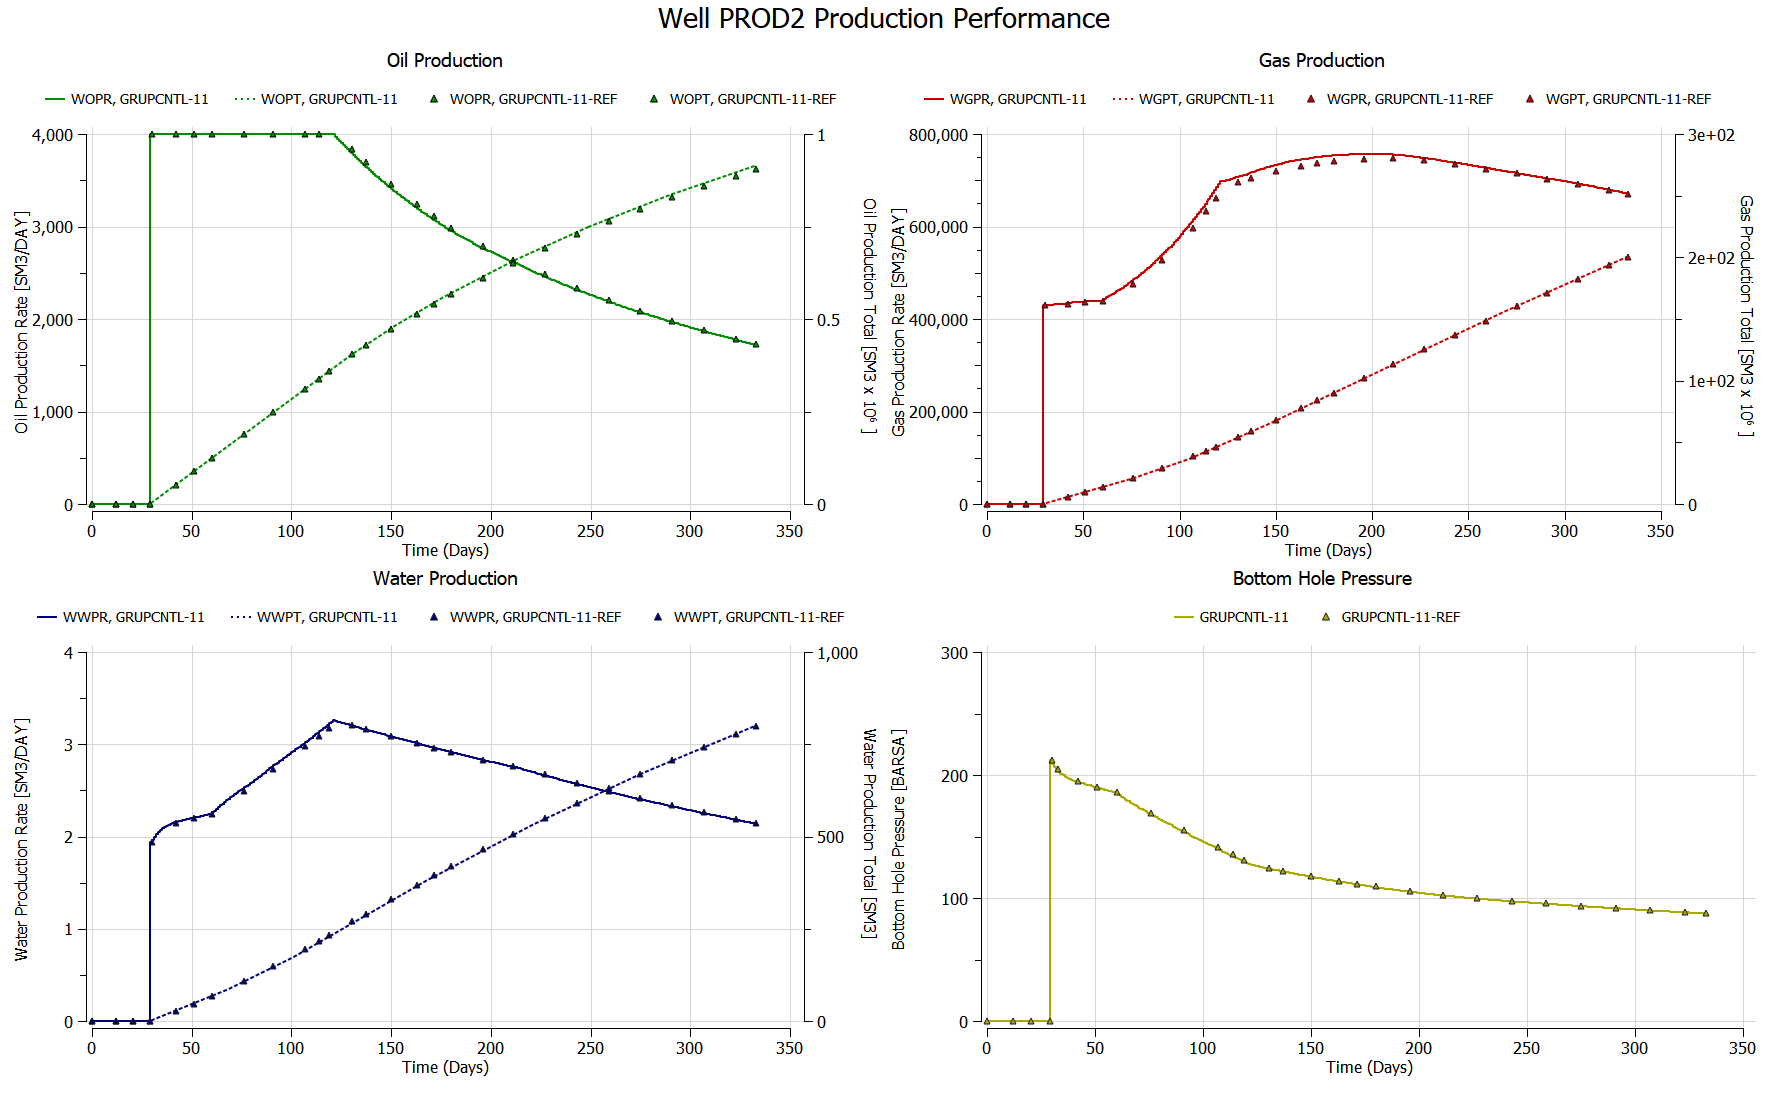 Well PROD2 Production Performance
Oil Production
WOPR, GRUPCNTL-11 WOPT, GRUPCNTL-11 WOPR, GRUPCNTL-11-REF WOPT, GRUPCNTL-11-REF
4,000
3,000
2,000
1,000
0
Oil Production Rate [SM3/DAY]
1
0.5
0
Oil Production Total [SM3 x 10⁶ ]
0 50 100 150 200 250 300 350
Time (Days)
Gas Production
WGPR, GRUPCNTL-11 WGPT, GRUPCNTL-11 WGPR, GRUPCNTL-11-REF WGPT, GRUPCNTL-11-REF
800,000
600,000
400,000
200,000
0
Gas Production Rate [SM3/DAY]
3e+02
2e+02
1e+02
0
Gas Production Total [SM3 x 10⁶ ]
0 50 100 150 200 250 300 350
Time (Days)
Water Production
WWPR, GRUPCNTL-11 WWPT, GRUPCNTL-11 WWPR, GRUPCNTL-11-REF WWPT, GRUPCNTL-11-REF
4
3
2
1
0
Water Production Rate [SM3/DAY]
1,000
500
0
Water Production Total [SM3]
0 50 100 150 200 250 300 350
Time (Days)
Bottom Hole Pressure
GRUPCNTL-11 GRUPCNTL-11-REF
300
200
100
0
Bottom Hole Pressure [BARSA]
0 50 100 150 200 250 300 350
Time (Days)